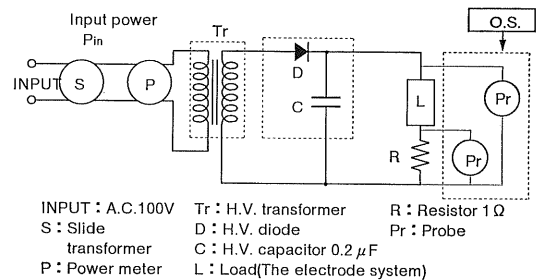 Input power
Pin
Tr
O.S.
INPUT
S
P
D
C
L
R
Pr
Pr
INPUT : A.C.100V
Tr : H.V. transformer
R : Resistor 1 Ω
S : Slide
transformer
D : H.V. diode
Pr : Probe
C : H.V. capacitor 0.2 μF
P : Power meter
L : Load(The electrode system)